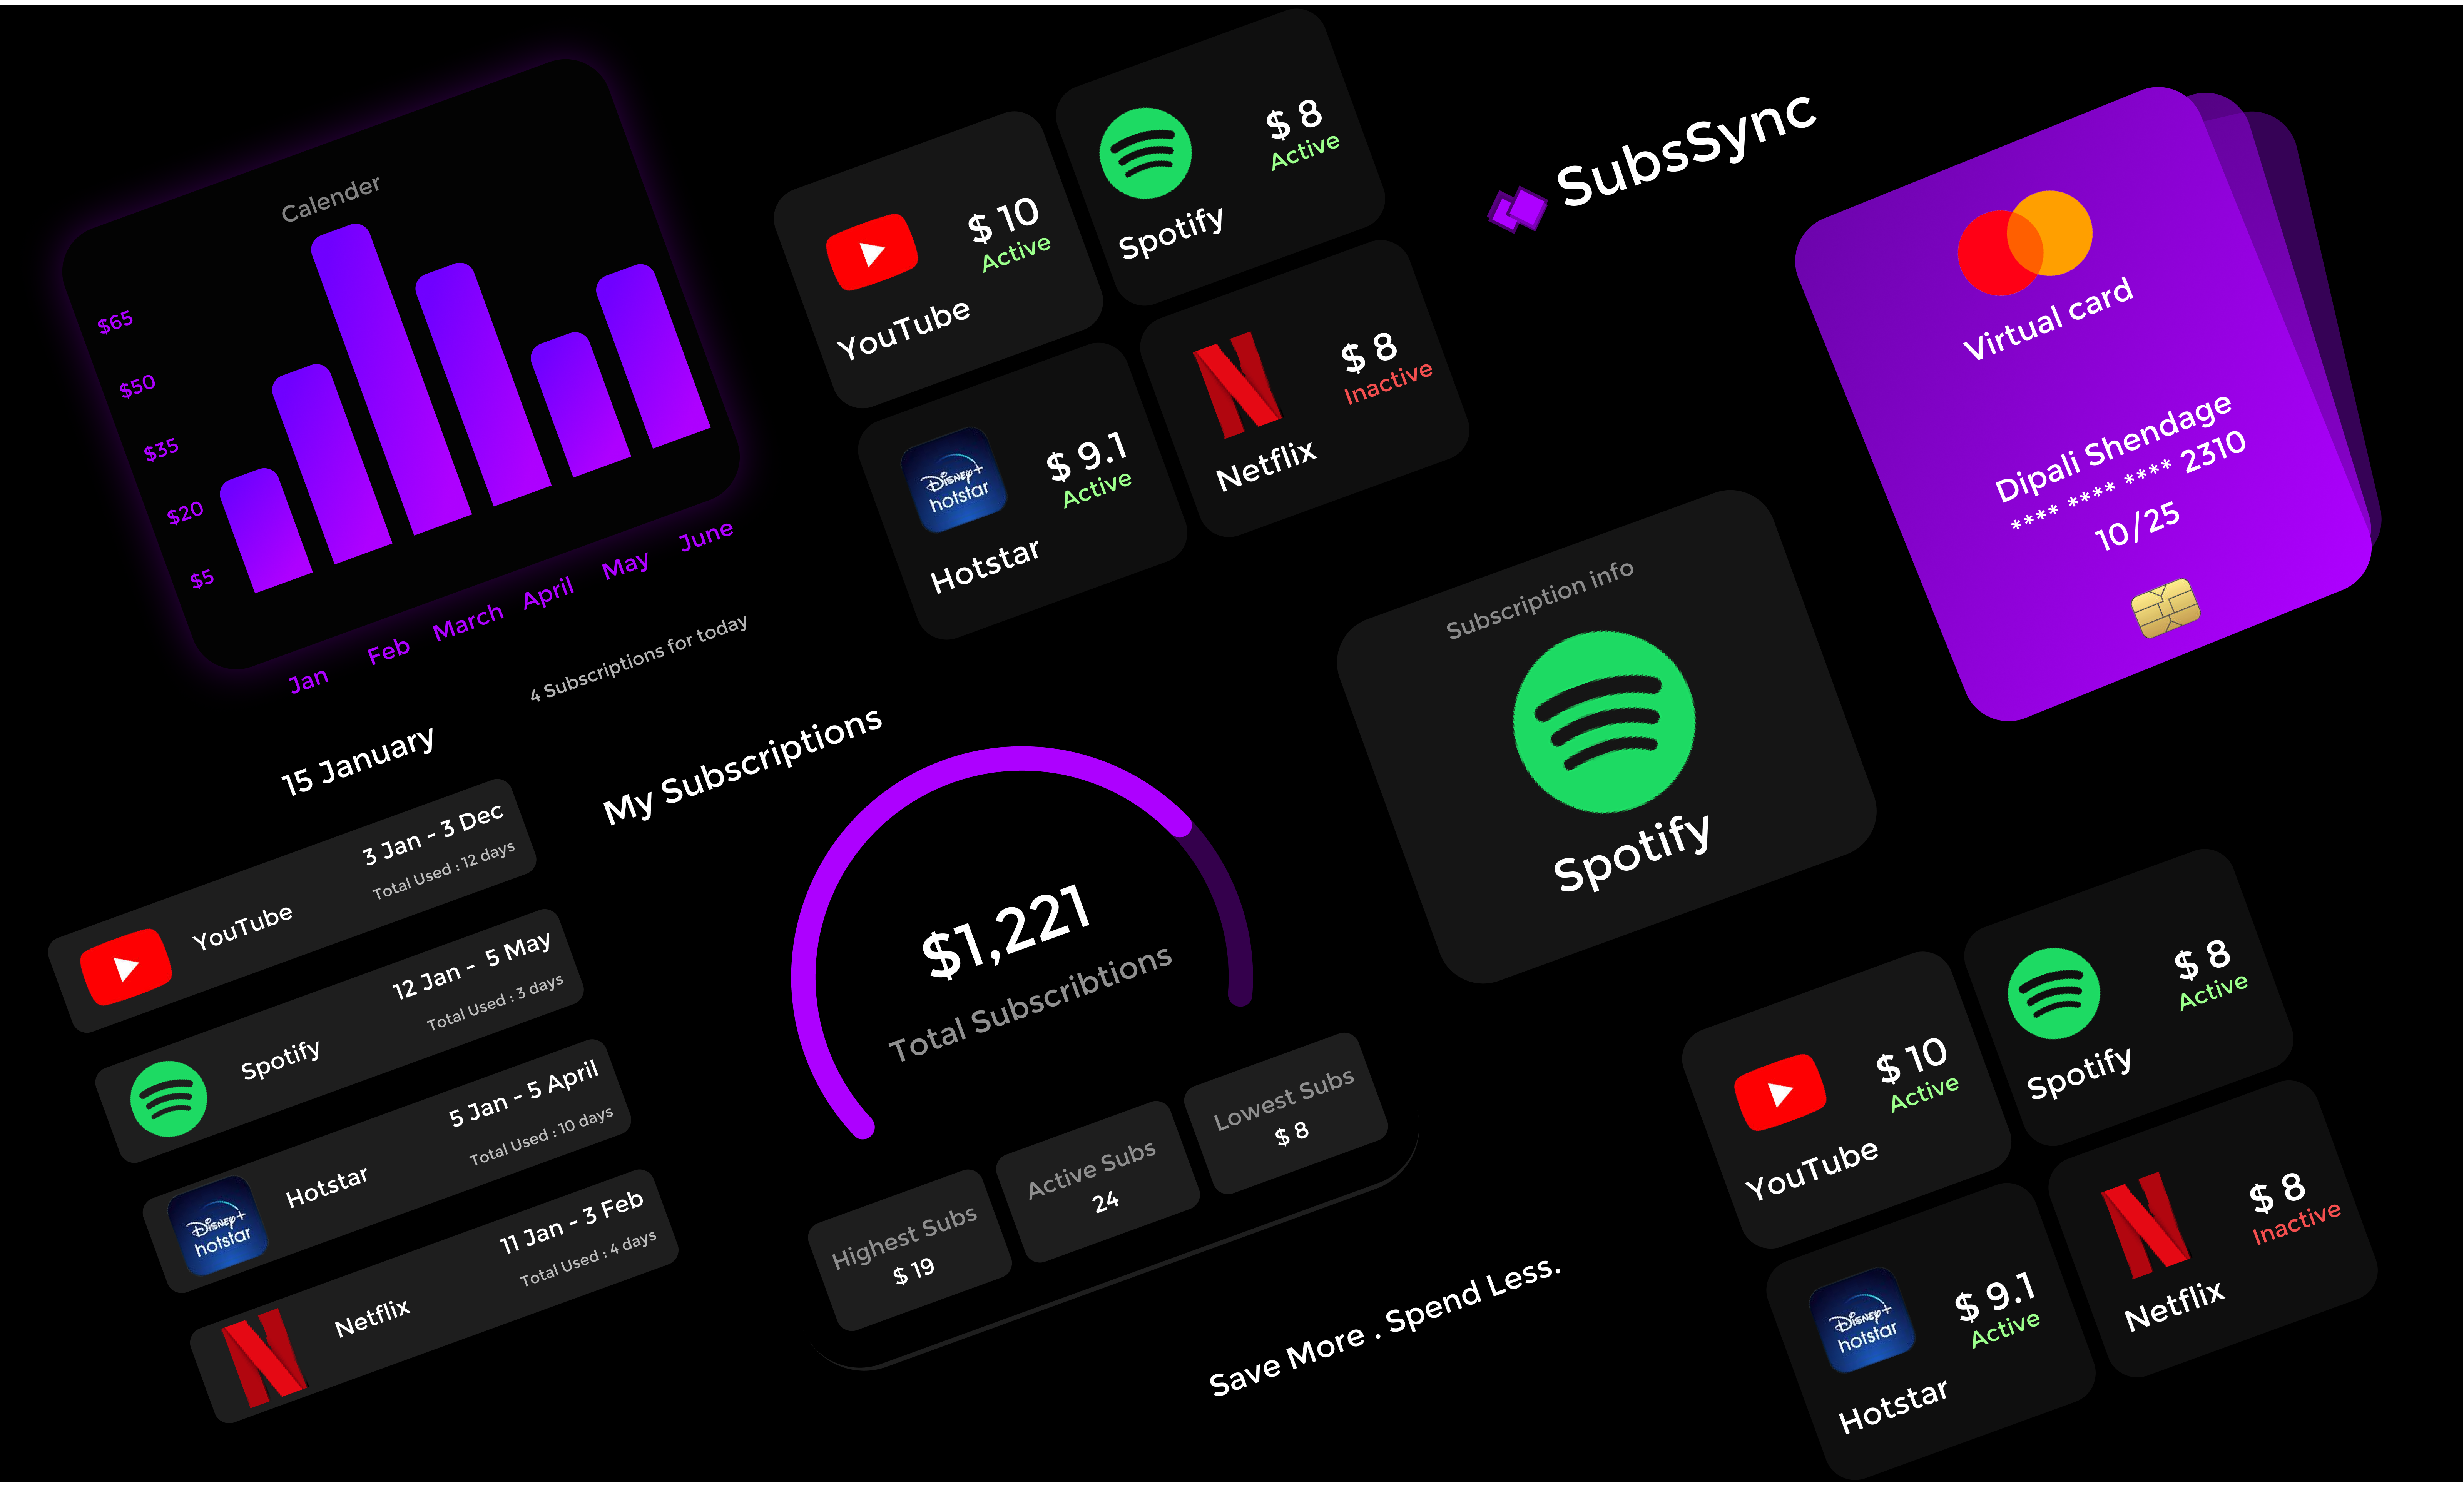 Calender
$65
$50
$35
$20
$5
Jan
Feb
March
April
May
June
YouTube
$ 10
Active
Spotify
$ 8
Active
Disney+
hotstar
Hotstar
$ 9.1
Active
Netflix
$ 8
Inactive
SubsSync
Virtual card
Dipali Shendage
**** **** **** 2310
10/25
4 Subscriptions for today
15 January
YouTube
3 Jan - 3 Dec
Total Used : 12 days
Spotify
12 Jan - 5 May
Total Used : 3 days
Disney+
hotstar
Hotstar
5 Jan - 5 April
Total Used : 10 days
Netflix
11 Jan - 3 Feb
Total Used : 4 days
My Subscriptions
$1,221
Total Subscribtions
Highest Subs
$ 19
Active Subs
24
Lowest Subs
$ 8
Subscription info
Spotify
Save More . Spend Less.
YouTube
$ 10
Active
Spotify
$ 8
Active
Disney+
hotstar
Hotstar
$ 9.1
Active
Netflix
$ 8
Inactive